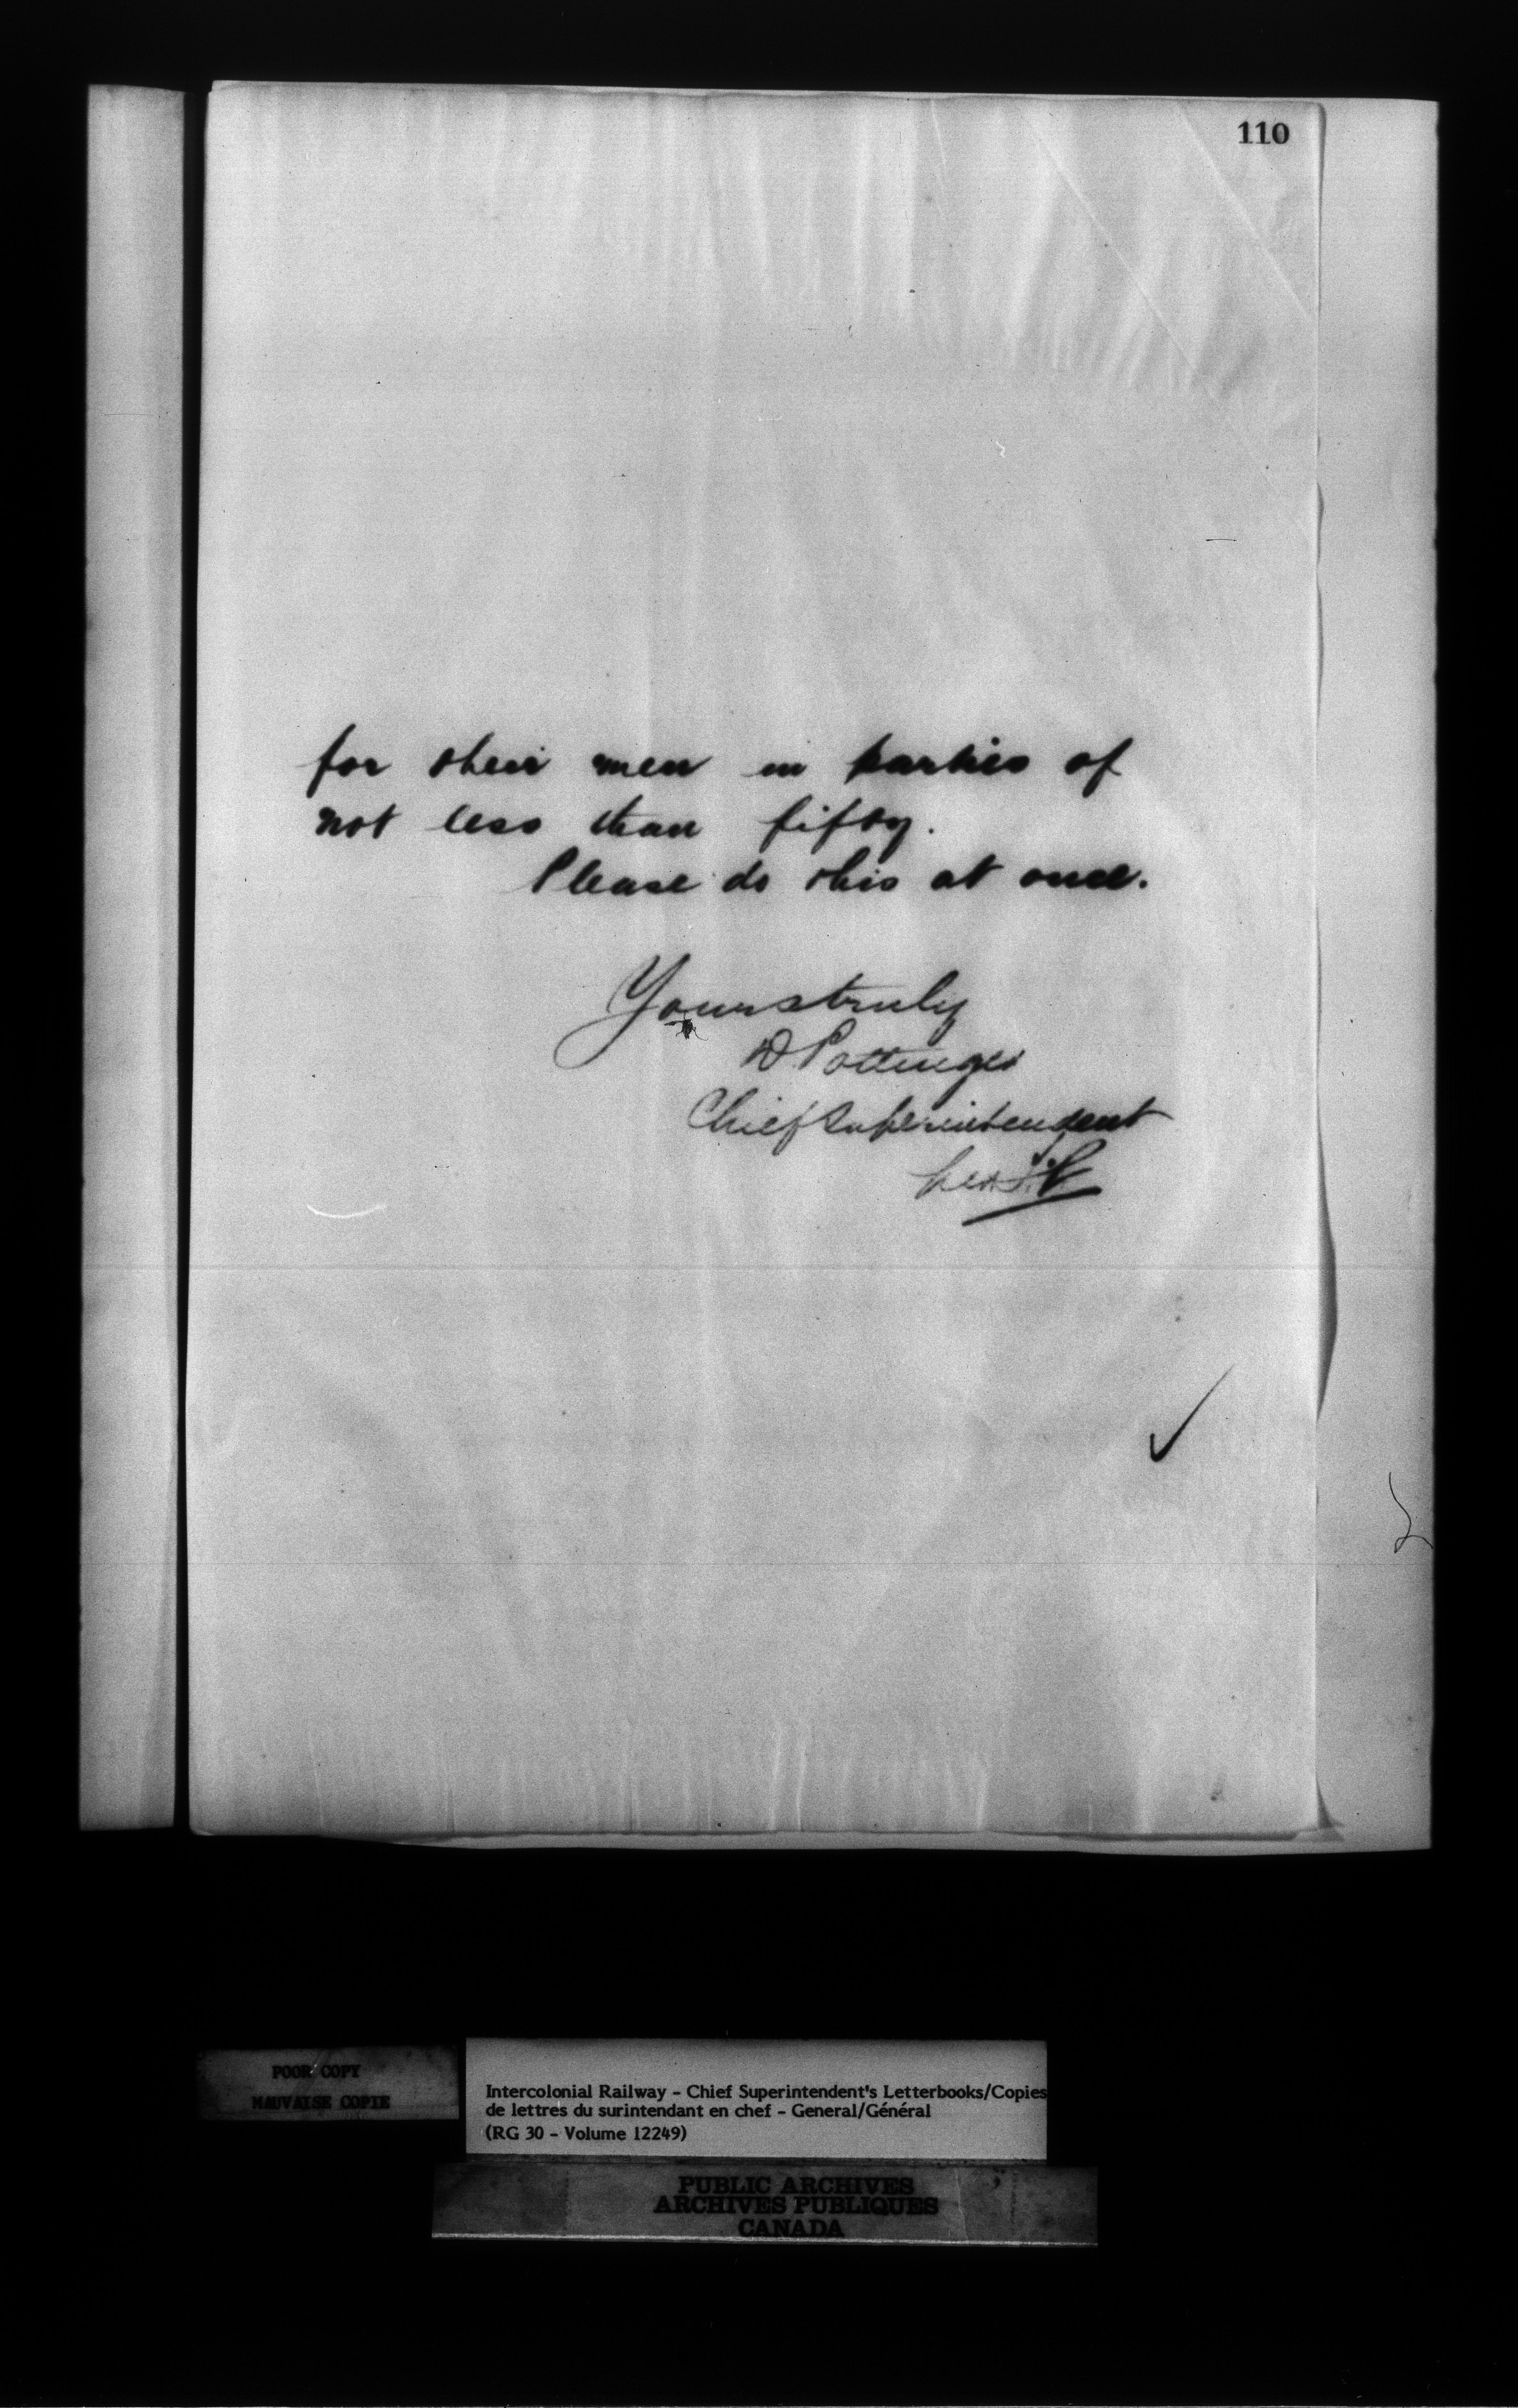 110
for their men in parties of
not less than fifty.
Please do this at once.
Yours truly
D Pottinger
Chief Superintendent
POOR COPY
MAUVAISE COPIE
Intercolonial Railway - Chief Superintendent's Letterbooks/Copies
de lettres du surintendant en chef - General/Général
(RG 30 - Volume 12249)
PUBLIC ARCHIVES
ARCHIVES PUBLIQUES
CANADA